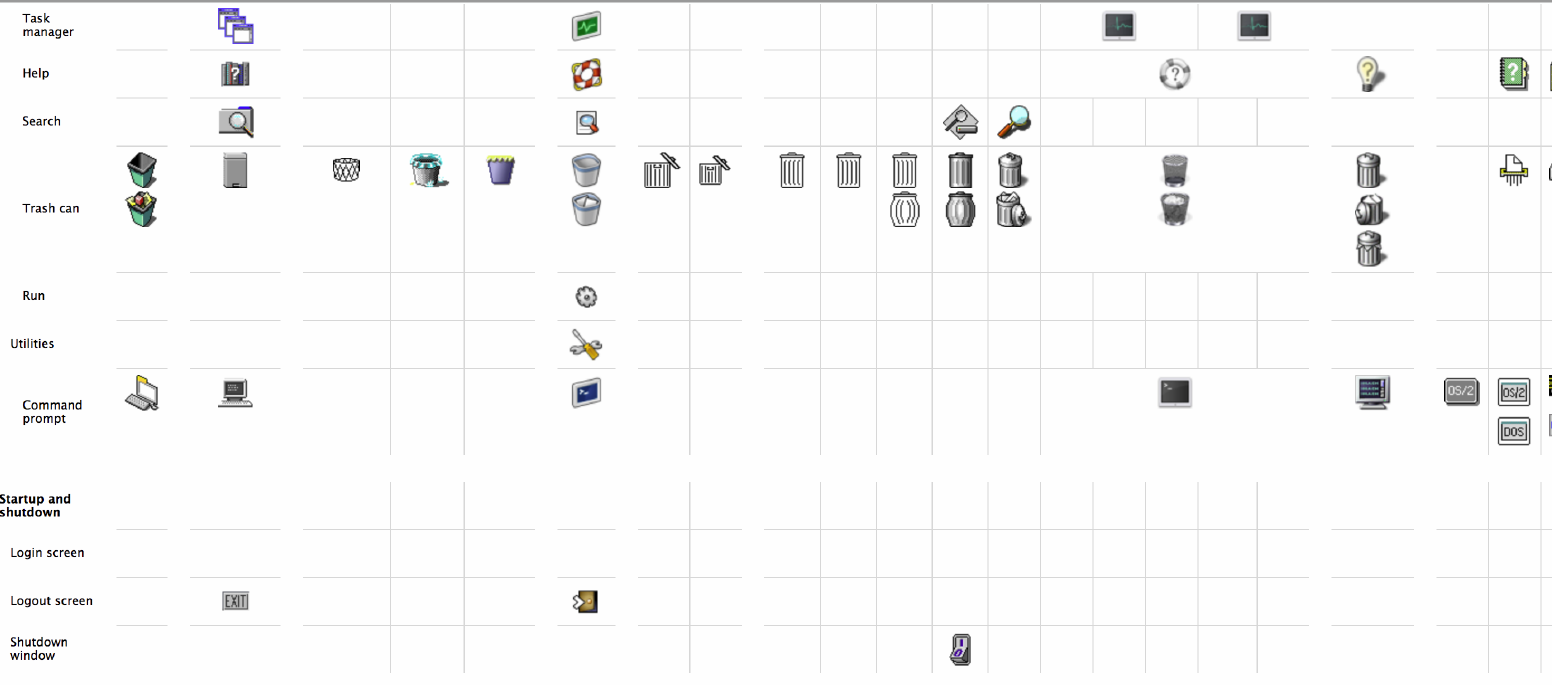 Task
manager
Help
?
?
?
?
Search
Trash can
Run
Utilities
Command
prompt
OS/2
OS/2
DOS
Startup and
shutdown
Login screen
Logout screen
EXIT
Shutdown
window